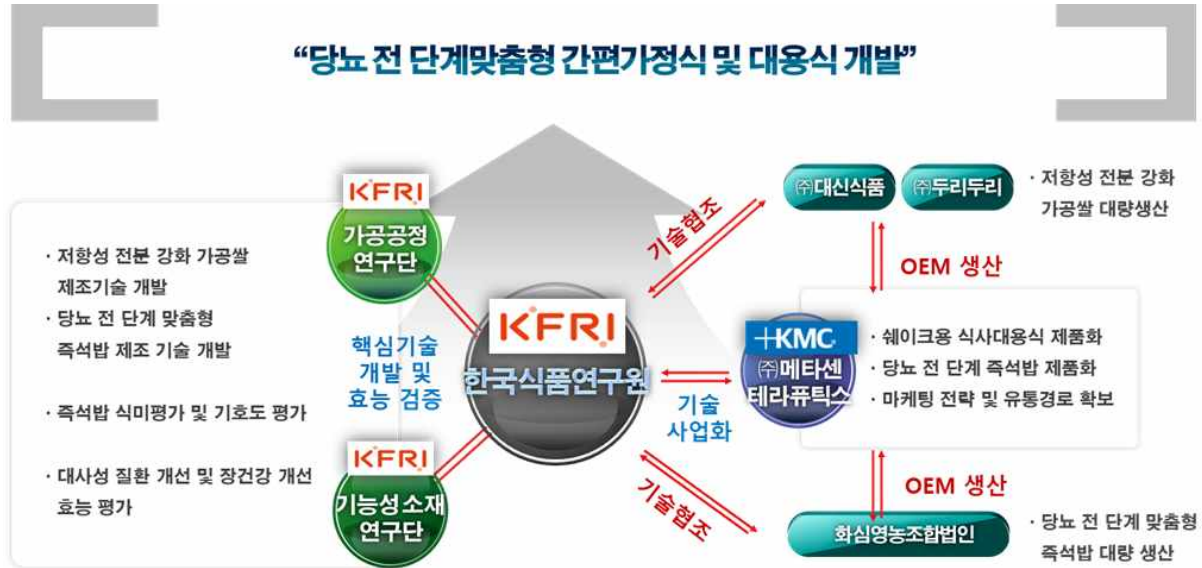 “당뇨 전 단계맞춤형 간편가정식 및 대용식 개발”
KFRI
가공공정
연구단
· 저항성 전분 강화 가공쌀
제조기술 개발
· 당뇨 전 단계 맞춤형
즉석밥 제조 기술 개발
· 즉석밥 식미평가 및 기호도 평가
· 대사성 질환 개선 및 장건강 개선
효능 평가
핵심기술
개발 및
효능 검증
KFRI
기능성 소재
연구단
KFRI
한국식품연구원
기술협조
기술
사업화
기술협조
㈜대신식품
㈜두리두리
· 저항성 전분 강화
가공쌀 대량생산
OEM 생산
+KMC
㈜메타센
테라퓨틱스
· 쉐이크용 식사대용식 제품화
· 당뇨 전 단계 즉석밥 제품화
· 마케팅 전략 및 유통경로 확보
OEM 생산
화심영농조합법인
· 당뇨 전 단계 맞춤형
즉석밥 대량 생산